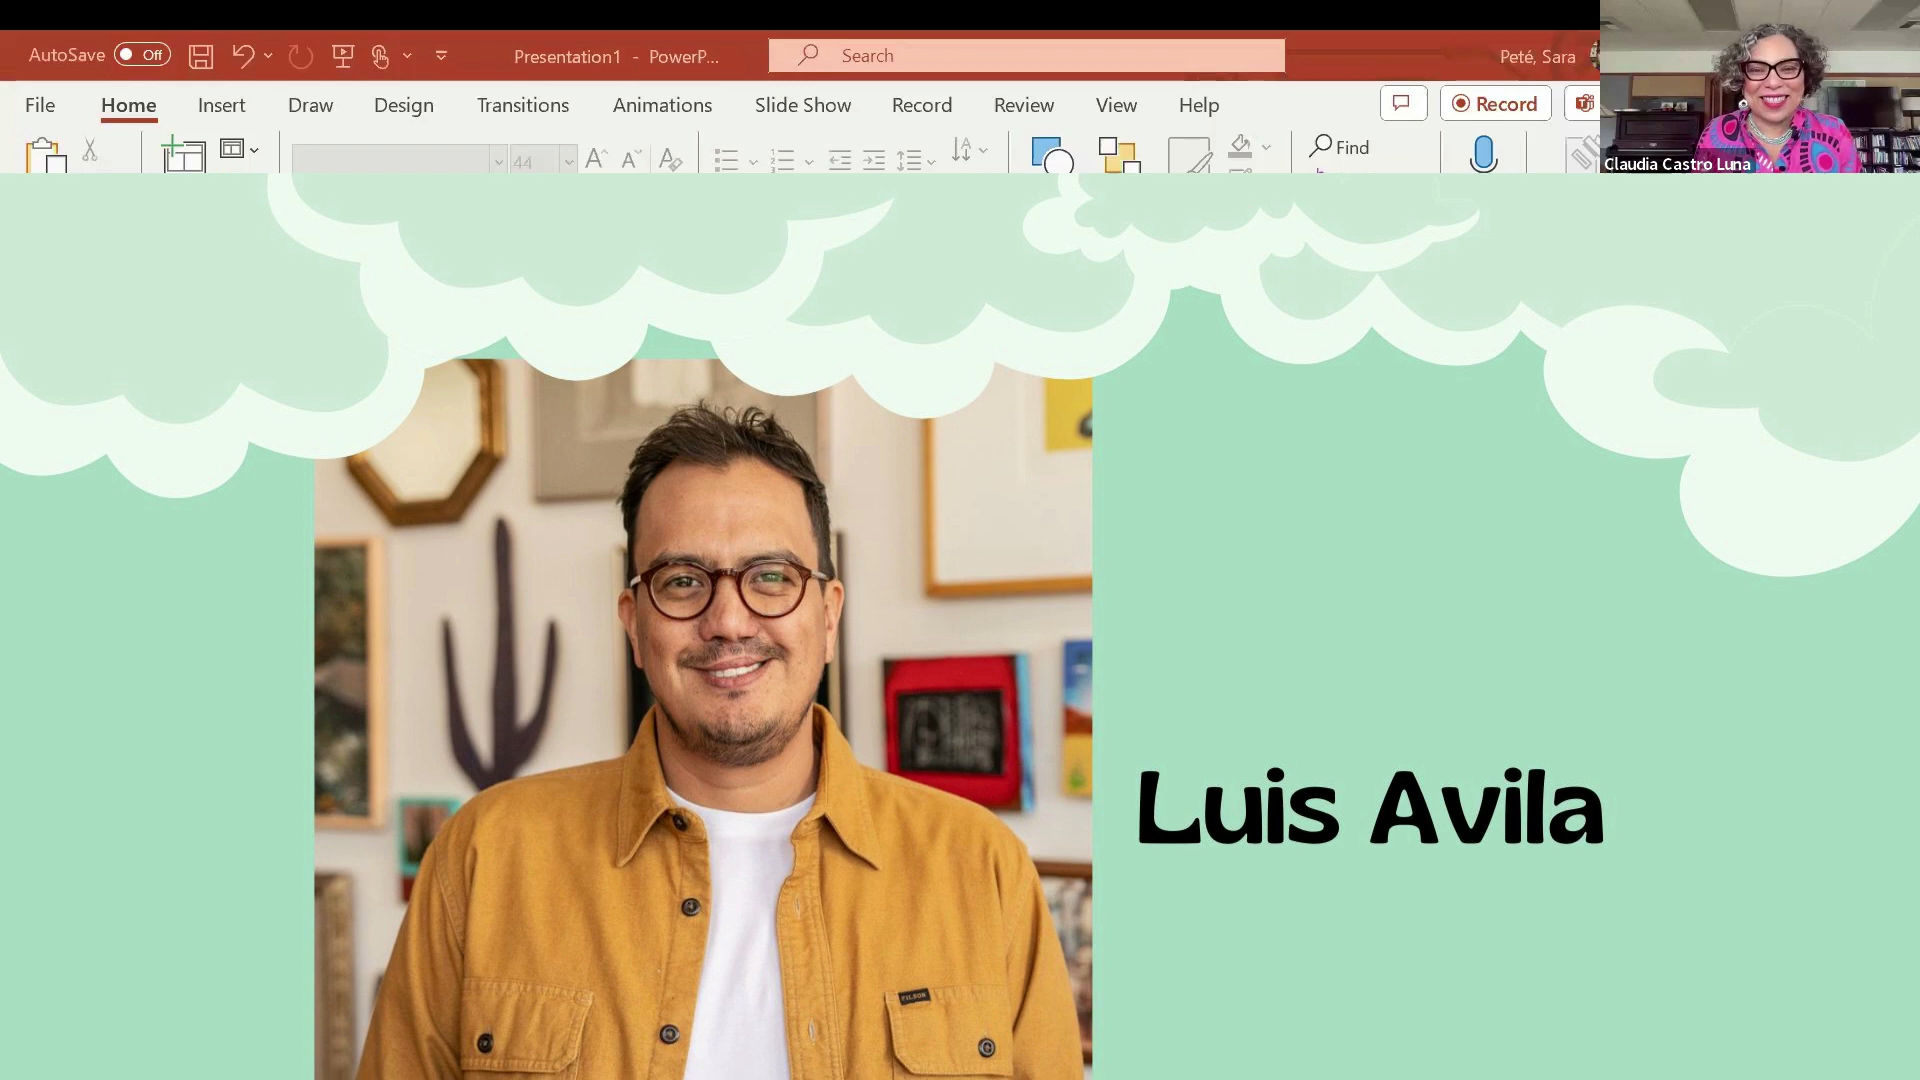 AutoSave Off Presentation1 - PowerP... Search Peté, Sara
File Home Insert Draw Design Transitions Animations Slide Show Record Review View Help Record
44 Find
Claudia Castro Luna
Luis Avila
FILSON